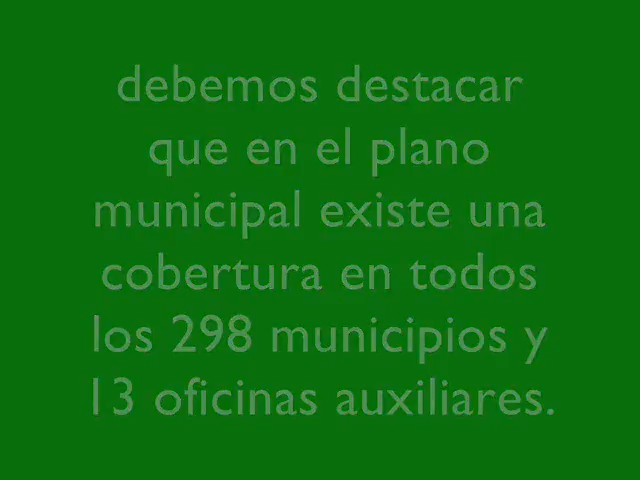 debemos destacar
que en el plano
municipal existe una
cobertura en todos
los 298 municipios y
13 oficinas auxiliares.